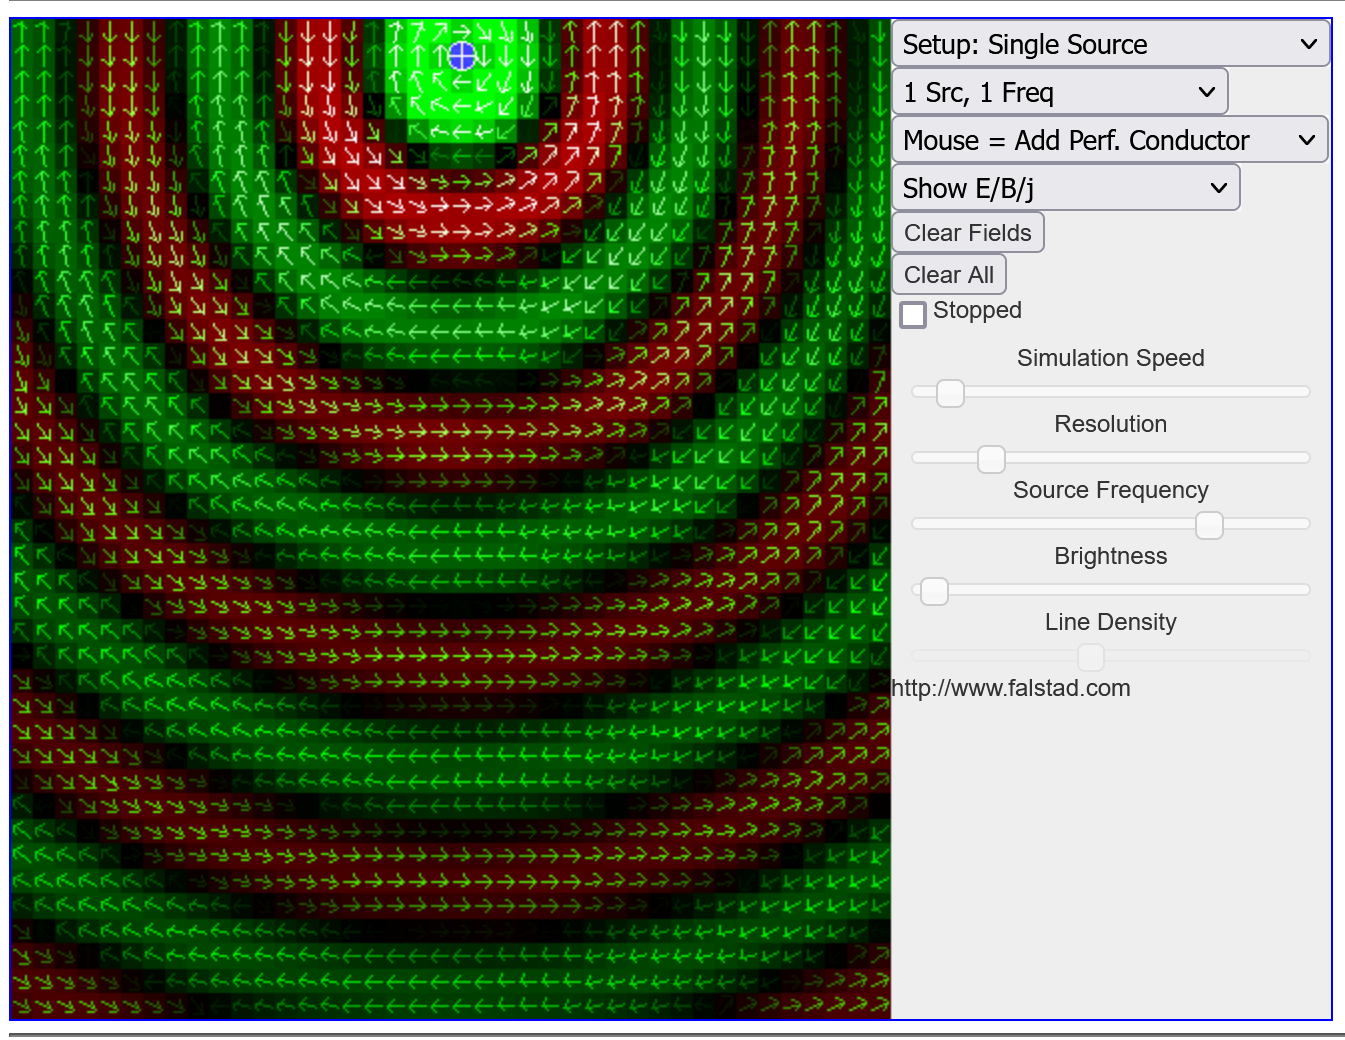 Setup: Single Source
1 Src, 1 Freq
Mouse = Add Perf. Conductor
Show E/B/j
Clear Fields
Clear All
Stopped
Simulation Speed
Resolution
Source Frequency
Brightness
Line Density
http://www.falstad.com